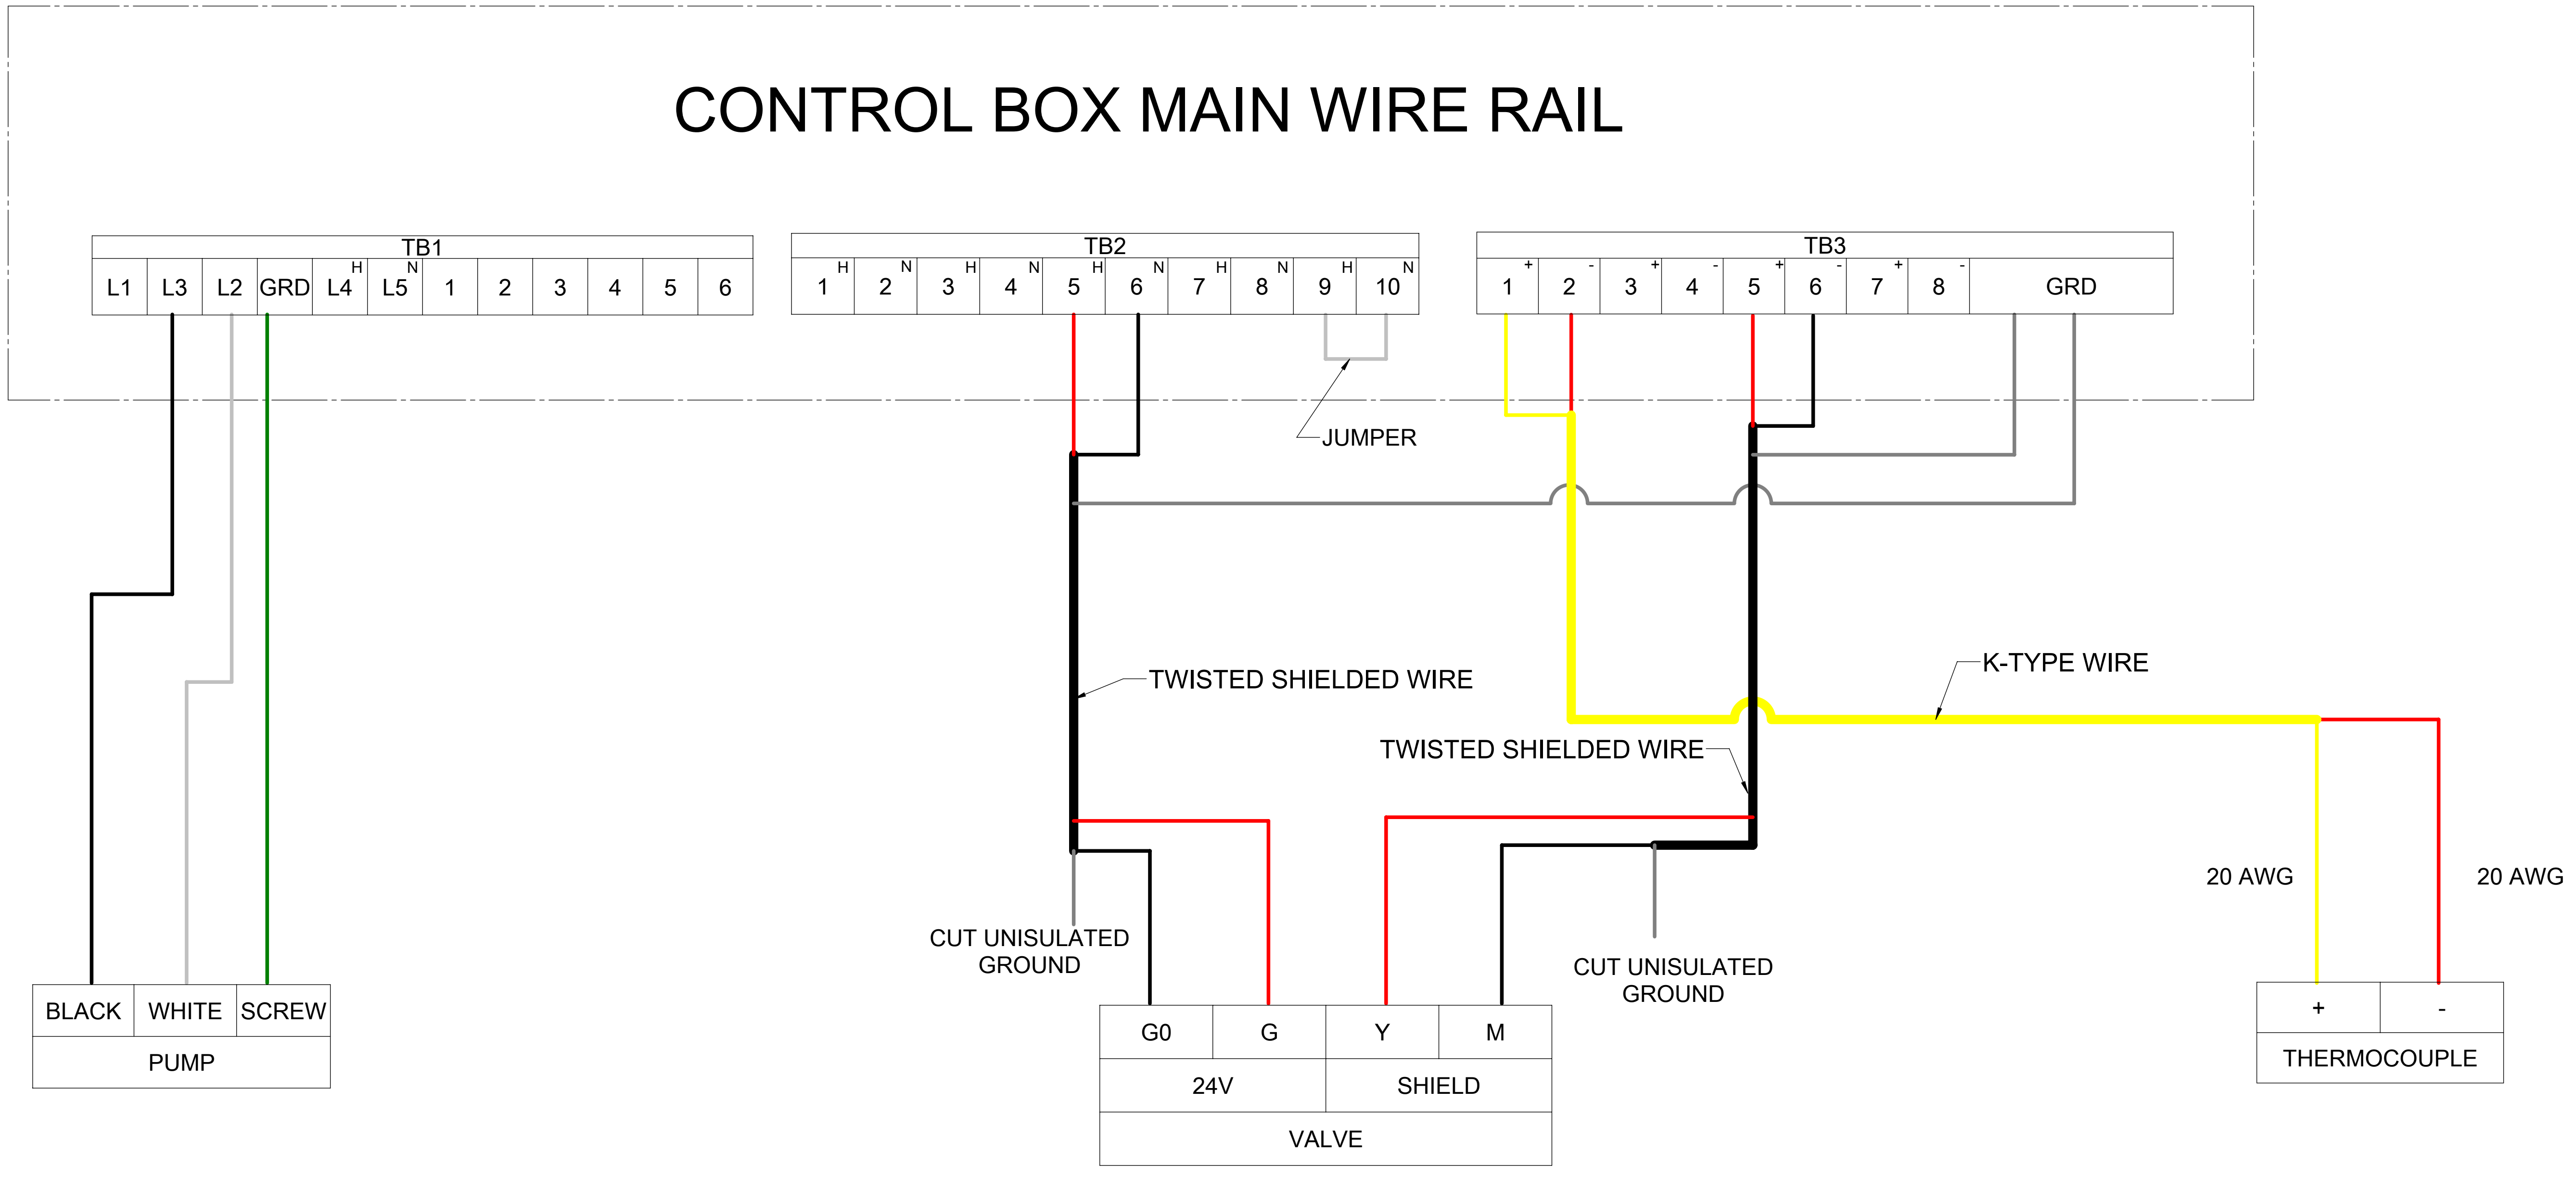 CONTROL BOX MAIN WIRE RAIL
TB1
L1 L3 L2 GRD L4 H L5 N 1 2 3 4 5 6
TB2
1 H 2 N 3 H 4 N 5 H 6 N 7 H 8 N 9 H 10 N
TB3
1 + 2 - 3 + 4 - 5 + 6 - 7 + 8 - GRD
JUMPER
TWISTED SHIELDED WIRE
K-TYPE WIRE
TWISTED SHIELDED WIRE
20 AWG
20 AWG
CUT UNISULATED
GROUND
CUT UNISULATED
GROUND
BLACK WHITE SCREW
PUMP
G0 G Y M
24V SHIELD
VALVE
+ -
THERMOCOUPLE